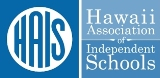 HAIS
Hawaii
Association
of
Independent
Schools